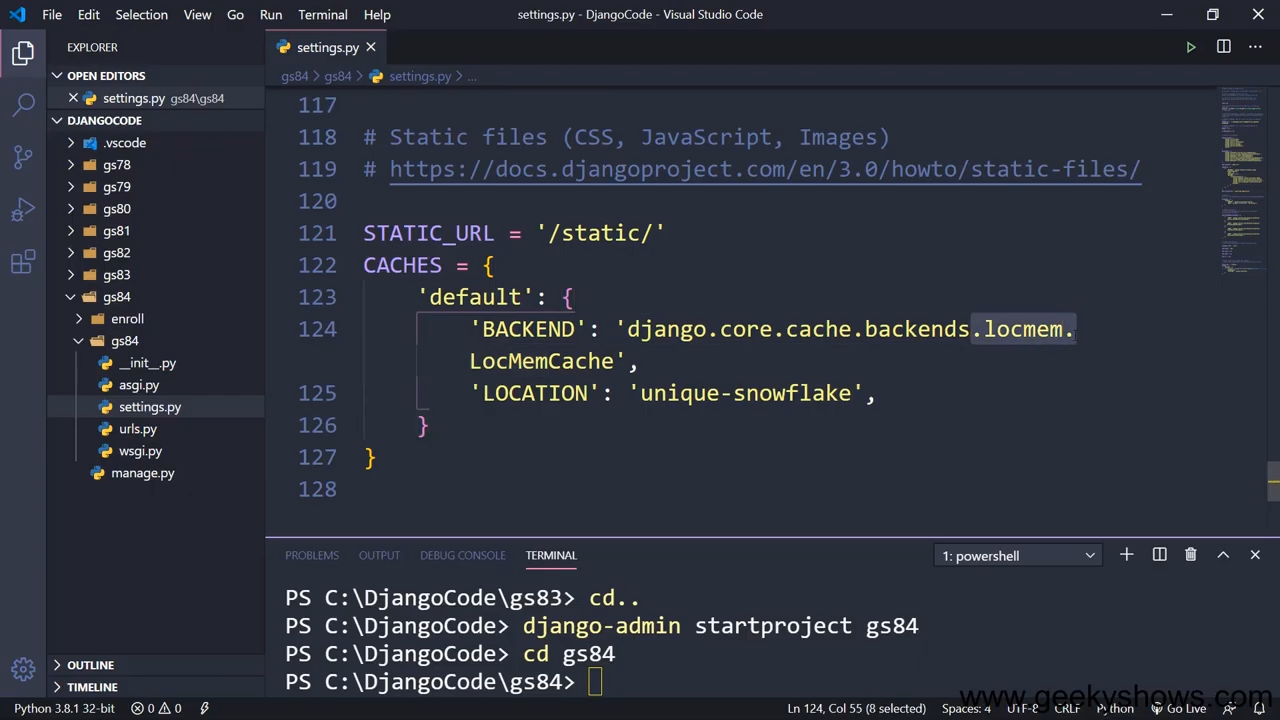 File Edit Selection View Go Run Terminal Help
settings.py - DjangoCode - Visual Studio Code
EXPLORER
OPEN EDITORS
settings.py gs84\gs84
DJANGOCODE
.vscode
gs78
gs79
gs80
gs81
gs82
gs83
gs84
enroll
gs84
__init__.py
asgi.py
settings.py
urls.py
wsgi.py
manage.py
OUTLINE
TIMELINE
settings.py
gs84 > gs84 > settings.py > ...
117
118 # Static files (CSS, JavaScript, Images)
119 # https://docs.djangoproject.com/en/3.0/howto/static-files/
120
121 STATIC_URL = '/static/'
122 CACHES = {
123 'default': {
124 'BACKEND': 'django.core.cache.backends.locmem.
LocMemCache',
125 'LOCATION': 'unique-snowflake',
126 }
127 }
128
PROBLEMS OUTPUT DEBUG CONSOLE TERMINAL
1: powershell
PS C:\DjangoCode\gs83> cd..
PS C:\DjangoCode> django-admin startproject gs84
PS C:\DjangoCode> cd gs84
PS C:\DjangoCode\gs84>
Python 3.8.1 32-bit 0 0
Ln 124, Col 55 (8 selected) Spaces: 4 UTF-8 CRLF Python Go Live
www.geekyshows.com